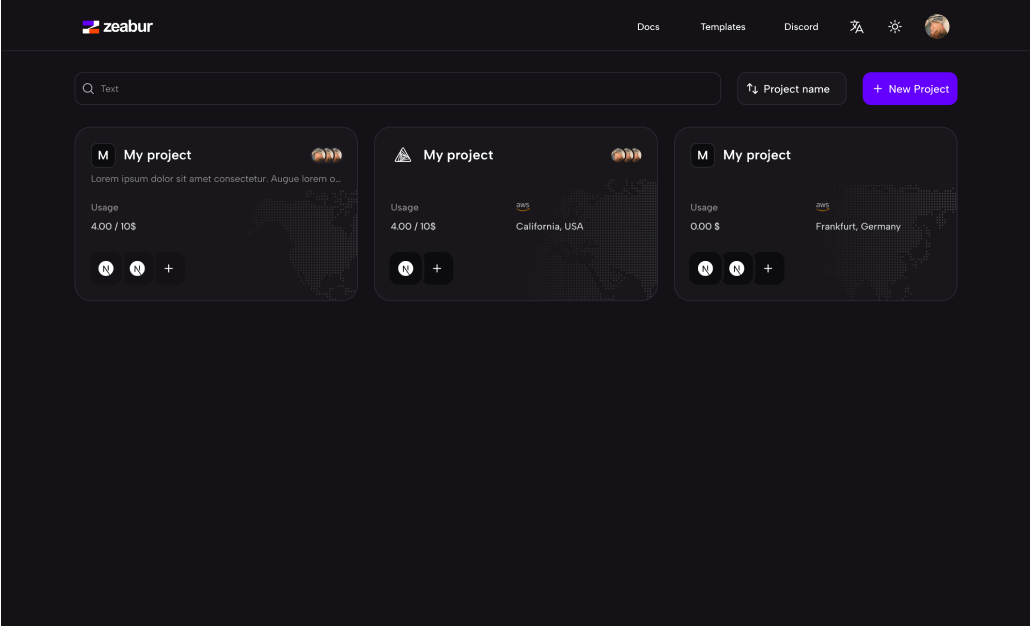 zeabur
Docs Templates Discord
Text
Project name
+ New Project
M My project
Lorem ipsum dolor sit amet consectetur. Augue lorem o...
Usage
4.00 / 10$
N N +
My project
Usage aws
4.00 / 10$ California, USA
N +
M My project
Usage aws
0.00 $ Frankfurt, Germany
N N +